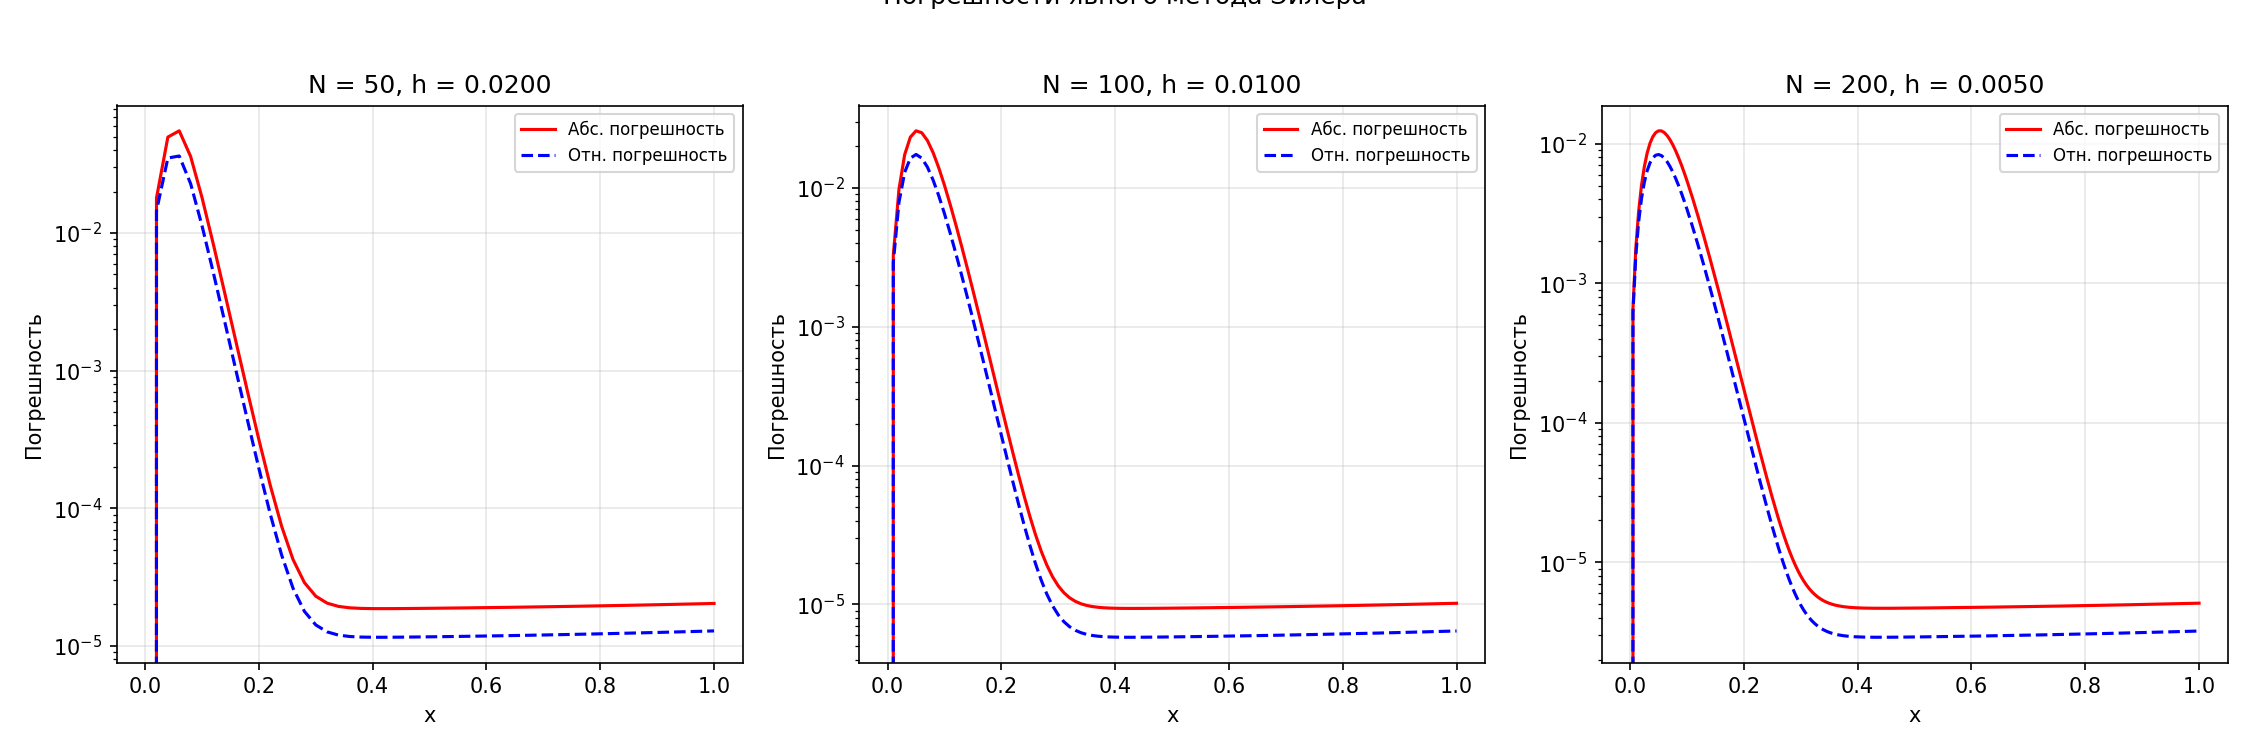 Погрешности явного метода Эйлера
N = 50, h = 0.0200
Абс. погрешность
Отн. погрешность
10⁻²
10⁻³
10⁻⁴
10⁻⁵
Погрешность
0.0 0.2 0.4 0.6 0.8 1.0
x
N = 100, h = 0.0100
Абс. погрешность
Отн. погрешность
10⁻²
10⁻³
10⁻⁴
10⁻⁵
Погрешность
0.0 0.2 0.4 0.6 0.8 1.0
x
N = 200, h = 0.0050
Абс. погрешность
Отн. погрешность
10⁻²
10⁻³
10⁻⁴
10⁻⁵
Погрешность
0.0 0.2 0.4 0.6 0.8 1.0
x